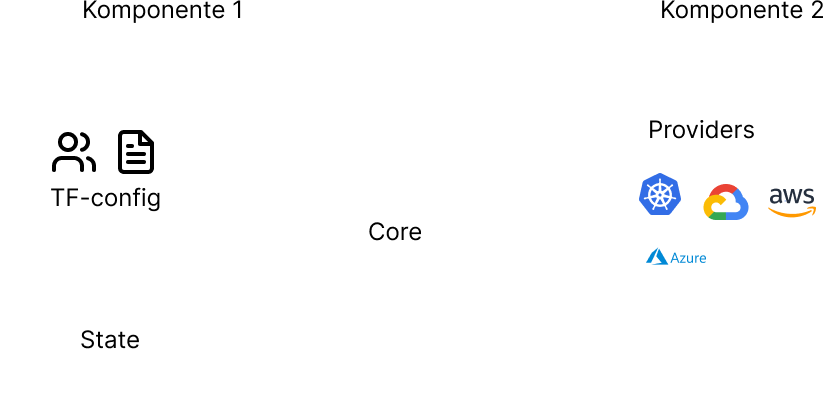 Komponente 1
Komponente 2
Providers
TF-config
aws
Core
Azure
State